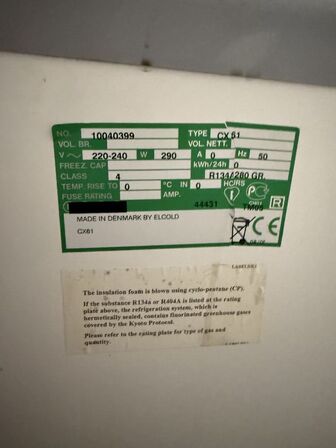 NO. 10040399 TYPE CX 61
VOL. BR. VOL. NETT.
V ~ 220-240 W 290 A 0 Hz 50
FREEZ. CAP kWh/24h 0
CLASS 4 R134/280 GR
TEMP. RISE TO 0 °C IN 0 HOURS
FUSE RATING AMP. 44431
MADE IN DENMARK BY ELCOLD
CX61
CE
The insulation foam is blown using cyclo-pentane (CP).
If the substance R134a or R404A is listed at the rating
plate above, the refrigeration system, which is
hermetically sealed, contains fluorinated greenhouse gases
covered by the Kyoto Protocol.
Please refer to the rating plate for type of gas and
quantity.